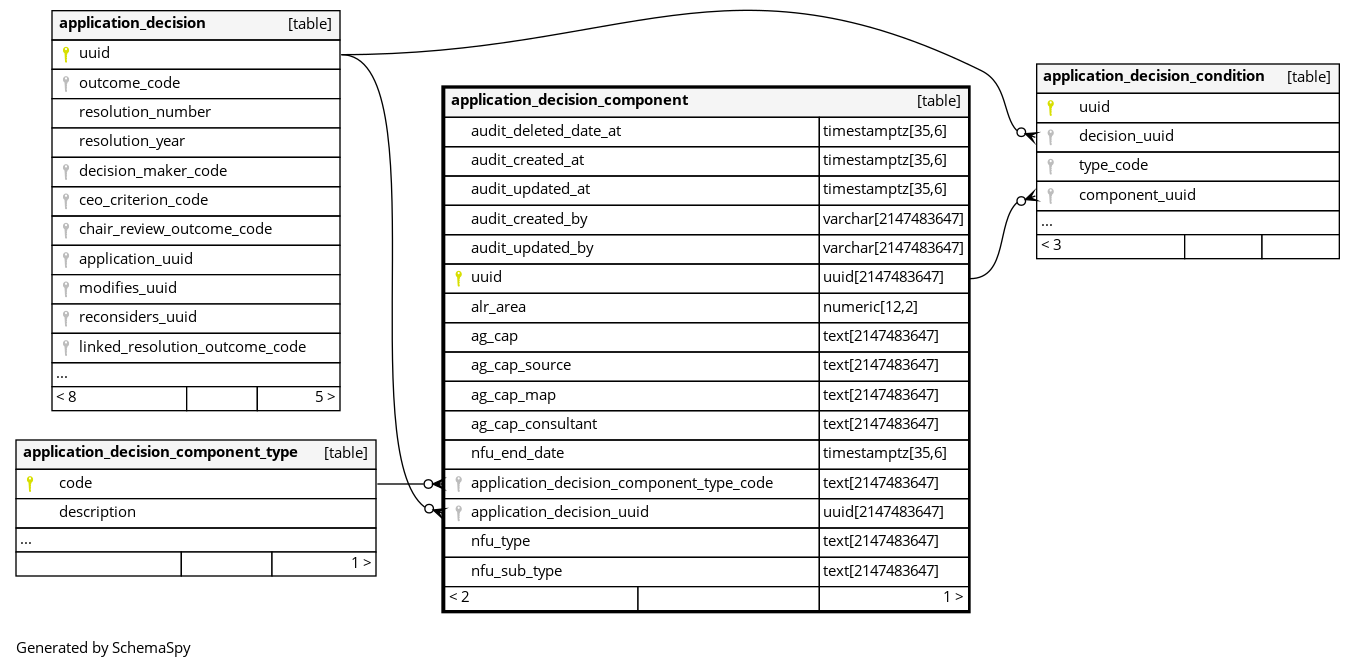 application_decision [table]
uuid
outcome_code
resolution_number
resolution_year
decision_maker_code
ceo_criterion_code
chair_review_outcome_code
application_uuid
modifies_uuid
reconsiders_uuid
linked_resolution_outcome_code
...
< 8 5 >
application_decision_component_type [table]
code
description
...
1 >
application_decision_component [table]
audit_deleted_date_at timestamptz[35,6]
audit_created_at timestamptz[35,6]
audit_updated_at timestamptz[35,6]
audit_created_by varchar[2147483647]
audit_updated_by varchar[2147483647]
uuid uuid[2147483647]
alr_area numeric[12,2]
ag_cap text[2147483647]
ag_cap_source text[2147483647]
ag_cap_map text[2147483647]
ag_cap_consultant text[2147483647]
nfu_end_date timestamptz[35,6]
application_decision_component_type_code text[2147483647]
application_decision_uuid uuid[2147483647]
nfu_type text[2147483647]
nfu_sub_type text[2147483647]
< 2 1 >
application_decision_condition [table]
uuid
decision_uuid
type_code
component_uuid
...
< 3
Generated by SchemaSpy